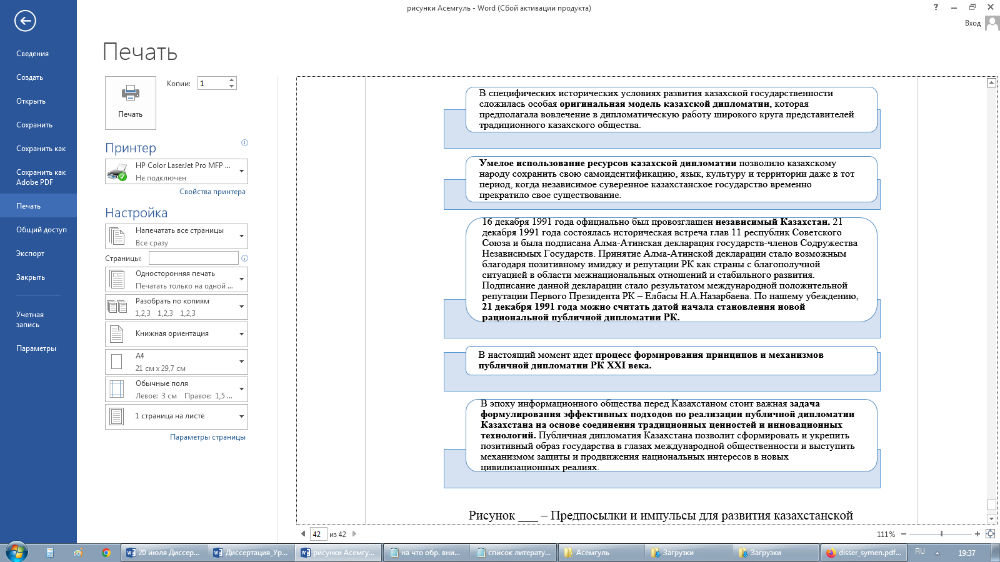 рисунки Асемгуль - Word (Сбой активации продукта)
?
Вход
Сведения
Создать
Открыть
Сохранить
Сохранить как
Сохранить как
Adobe PDF
Печать
Общий доступ
Экспорт
Закрыть
Учетная
запись
Параметры
Печать
Печать
Копии: 1
Принтер
HP Color LaserJet Pro MFP ...
Не подключен
Свойства принтера
Настройка
Напечатать все страницы
Все сразу
Страницы:
Односторонняя печать
Печатать только на одной ...
Разобрать по копиям
1,2,3 1,2,3 1,2,3
Книжная ориентация
A4
21 см x 29,7 см
Обычные поля
Левое: 3 см Правое: 1,5 ...
1 страница на листе
Параметры страницы
В специфических исторических условиях развития казахской государственности
сложилась особая оригинальная модель казахской дипломатии, которая
предполагала вовлечение в дипломатическую работу широкого круга представителей
традиционного казахского общества.
Умелое использование ресурсов казахской дипломатии позволило казахскому
народу сохранить свою самоидентификацию, язык, культуру и территории даже в тот
период, когда независимое суверенное казахстанское государство временно
прекратило свое существование.
16 декабря 1991 года официально был провозглашен независимый Казахстан. 21
декабря 1991 года состоялась историческая встреча глав 11 республик Советского
Союза и была подписана Алма-Атинская декларация государств-членов Содружества
Независимых Государств. Принятие Алма-Атинской декларации стало возможным
благодаря позитивному имиджу и репутации РК как страны с благополучной
ситуацией в области межнациональных отношений и стабильного развития.
Подписание данной декларации стало результатом международной положительной
репутации Первого Президента РК – Елбасы Н.А.Назарбаева. По нашему убеждению,
21 декабря 1991 года можно считать датой начала становления новой
рациональной публичной дипломатии РК.
В настоящий момент идет процесс формирования принципов и механизмов
публичной дипломатии РК XXI века.
В эпоху информационного общества перед Казахстаном стоит важная задача
формулирования эффективных подходов по реализации публичной дипломатии
Казахстана на основе соединения традиционных ценностей и инновационных
технологий. Публичная дипломатия Казахстана позволит сформировать и укрепить
позитивный образ государства в глазах международной общественности и выступить
механизмом защиты и продвижения национальных интересов в новых
цивилизационных реалиях.
Рисунок ___ – Предпосылки и импульсы для развития казахстанской
42 из 42
111%
20 июля Диссер...
Диссертация_Ур...
рисунки Асемгу...
на что обр. вни...
список литерату...
Асемгуль
Загрузки
Загрузки
disser_symen.pdf...
RU
19:37